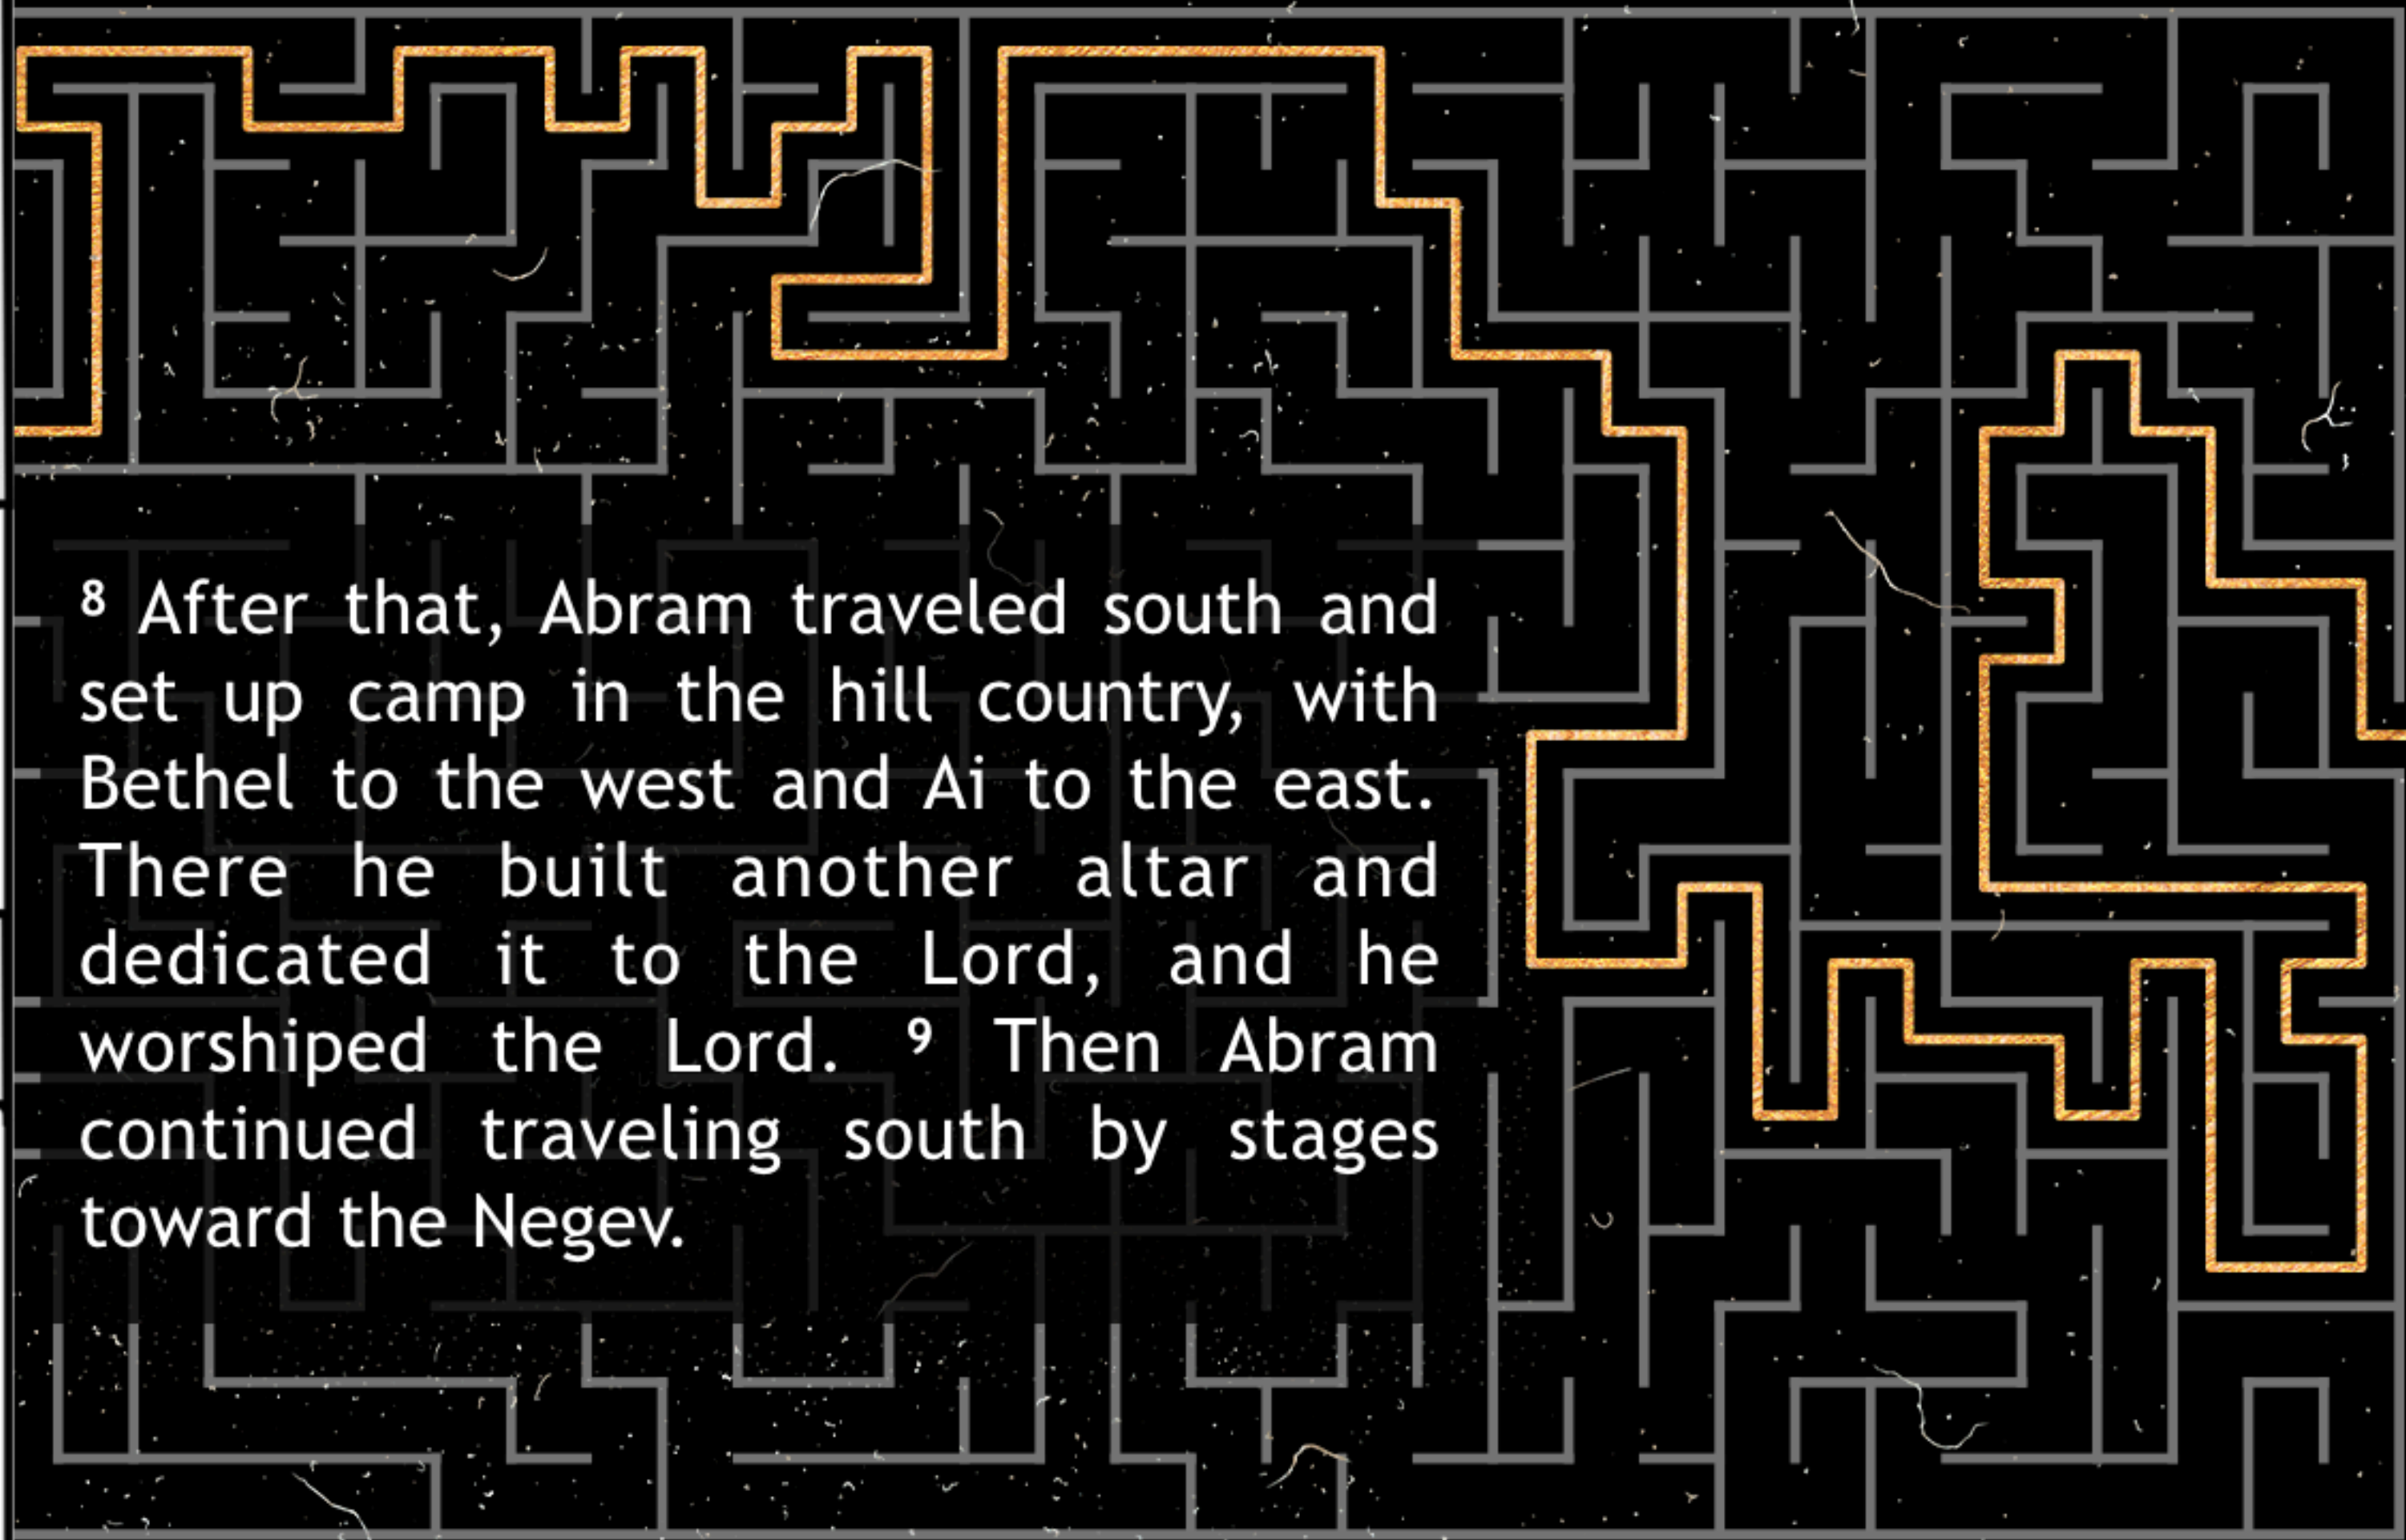 ⁸ After that, Abram traveled south and
set up camp in the hill country, with
Bethel to the west and Ai to the east.
There he built another altar and
dedicated it to the Lord, and he
worshiped the Lord. ⁹ Then Abram
continued traveling south by stages
toward the Negev.